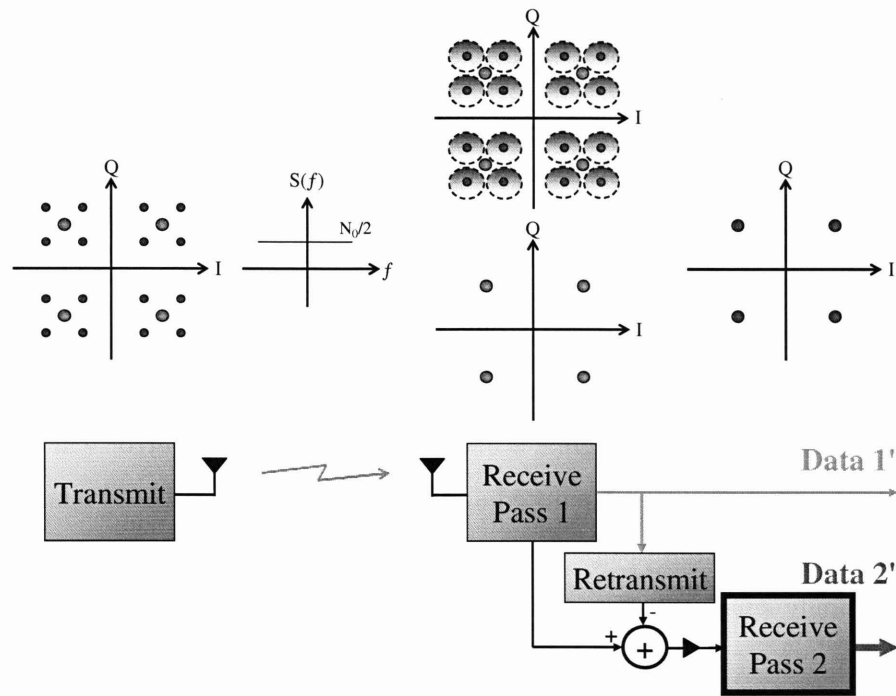 Q
I
Q
S(f)
N₀/2
I
f
Q
I
Q
I
Transmit
Receive
Pass 1
Data 1'
Retransmit
Data 2'
-
+
+
Receive
Pass 2